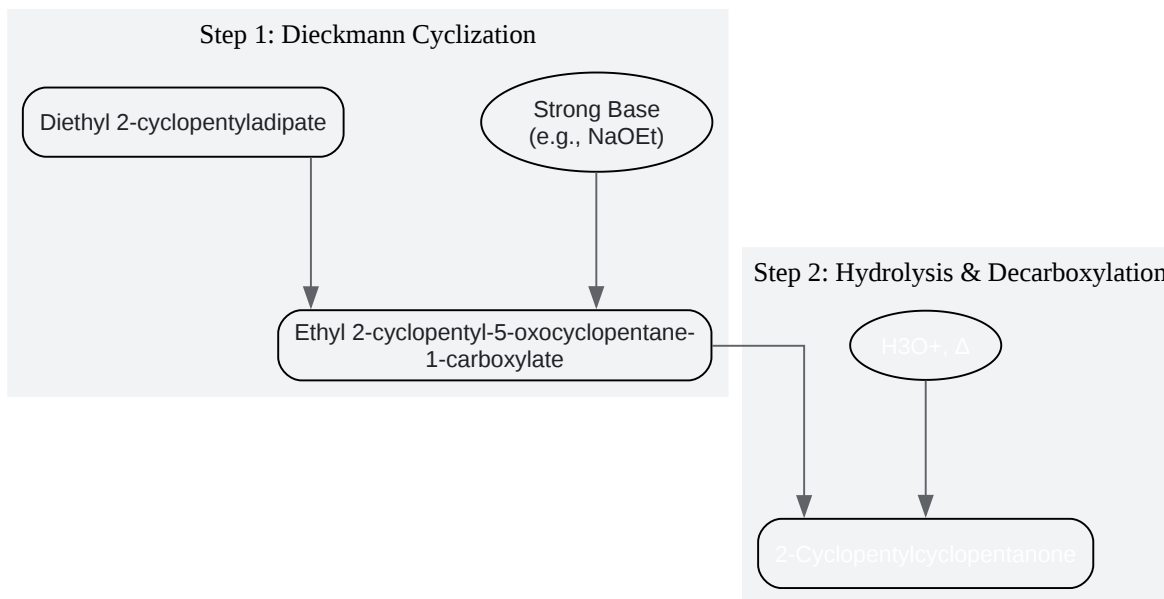 Step 1: Dieckmann Cyclization
Diethyl 2-cyclopentyladipate
Strong Base
(e.g., NaOEt)
Ethyl 2-cyclopentyl-5-oxocyclopentane-
1-carboxylate
Step 2: Hydrolysis & Decarboxylation
H3O+, Δ
2-Cyclopentylcyclopentanone